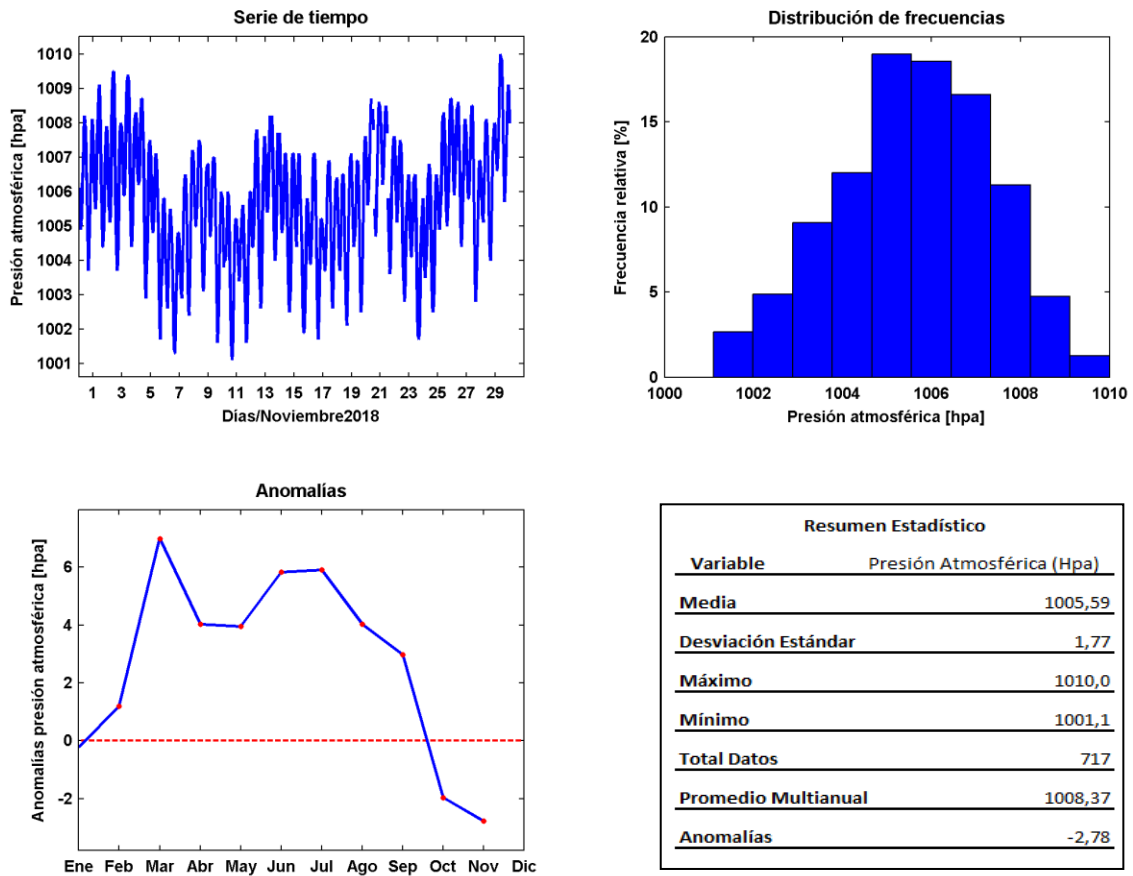 Serie de tiempo
Presión atmosférica [hpa]
1010
1009
1008
1007
1006
1005
1004
1003
1002
1001
1 3 5 7 9 11 13 15 17 19 21 23 25 27 29
Días/Noviembre2018
Distribución de frecuencias
Frecuencia relativa [%]
20
15
10
5
0
1000 1002 1004 1006 1008 1010
Presión atmosférica [hpa]
Anomalías
Anomalías presión atmosférica [hpa]
6
4
2
0
-2
Ene Feb Mar Abr May Jun Jul Ago Sep Oct Nov Dic
Resumen Estadístico
Variable Presión Atmosférica (Hpa)
Media 1005,59
Desviación Estándar 1,77
Máximo 1010,0
Mínimo 1001,1
Total Datos 717
Promedio Multianual 1008,37
Anomalías -2,78